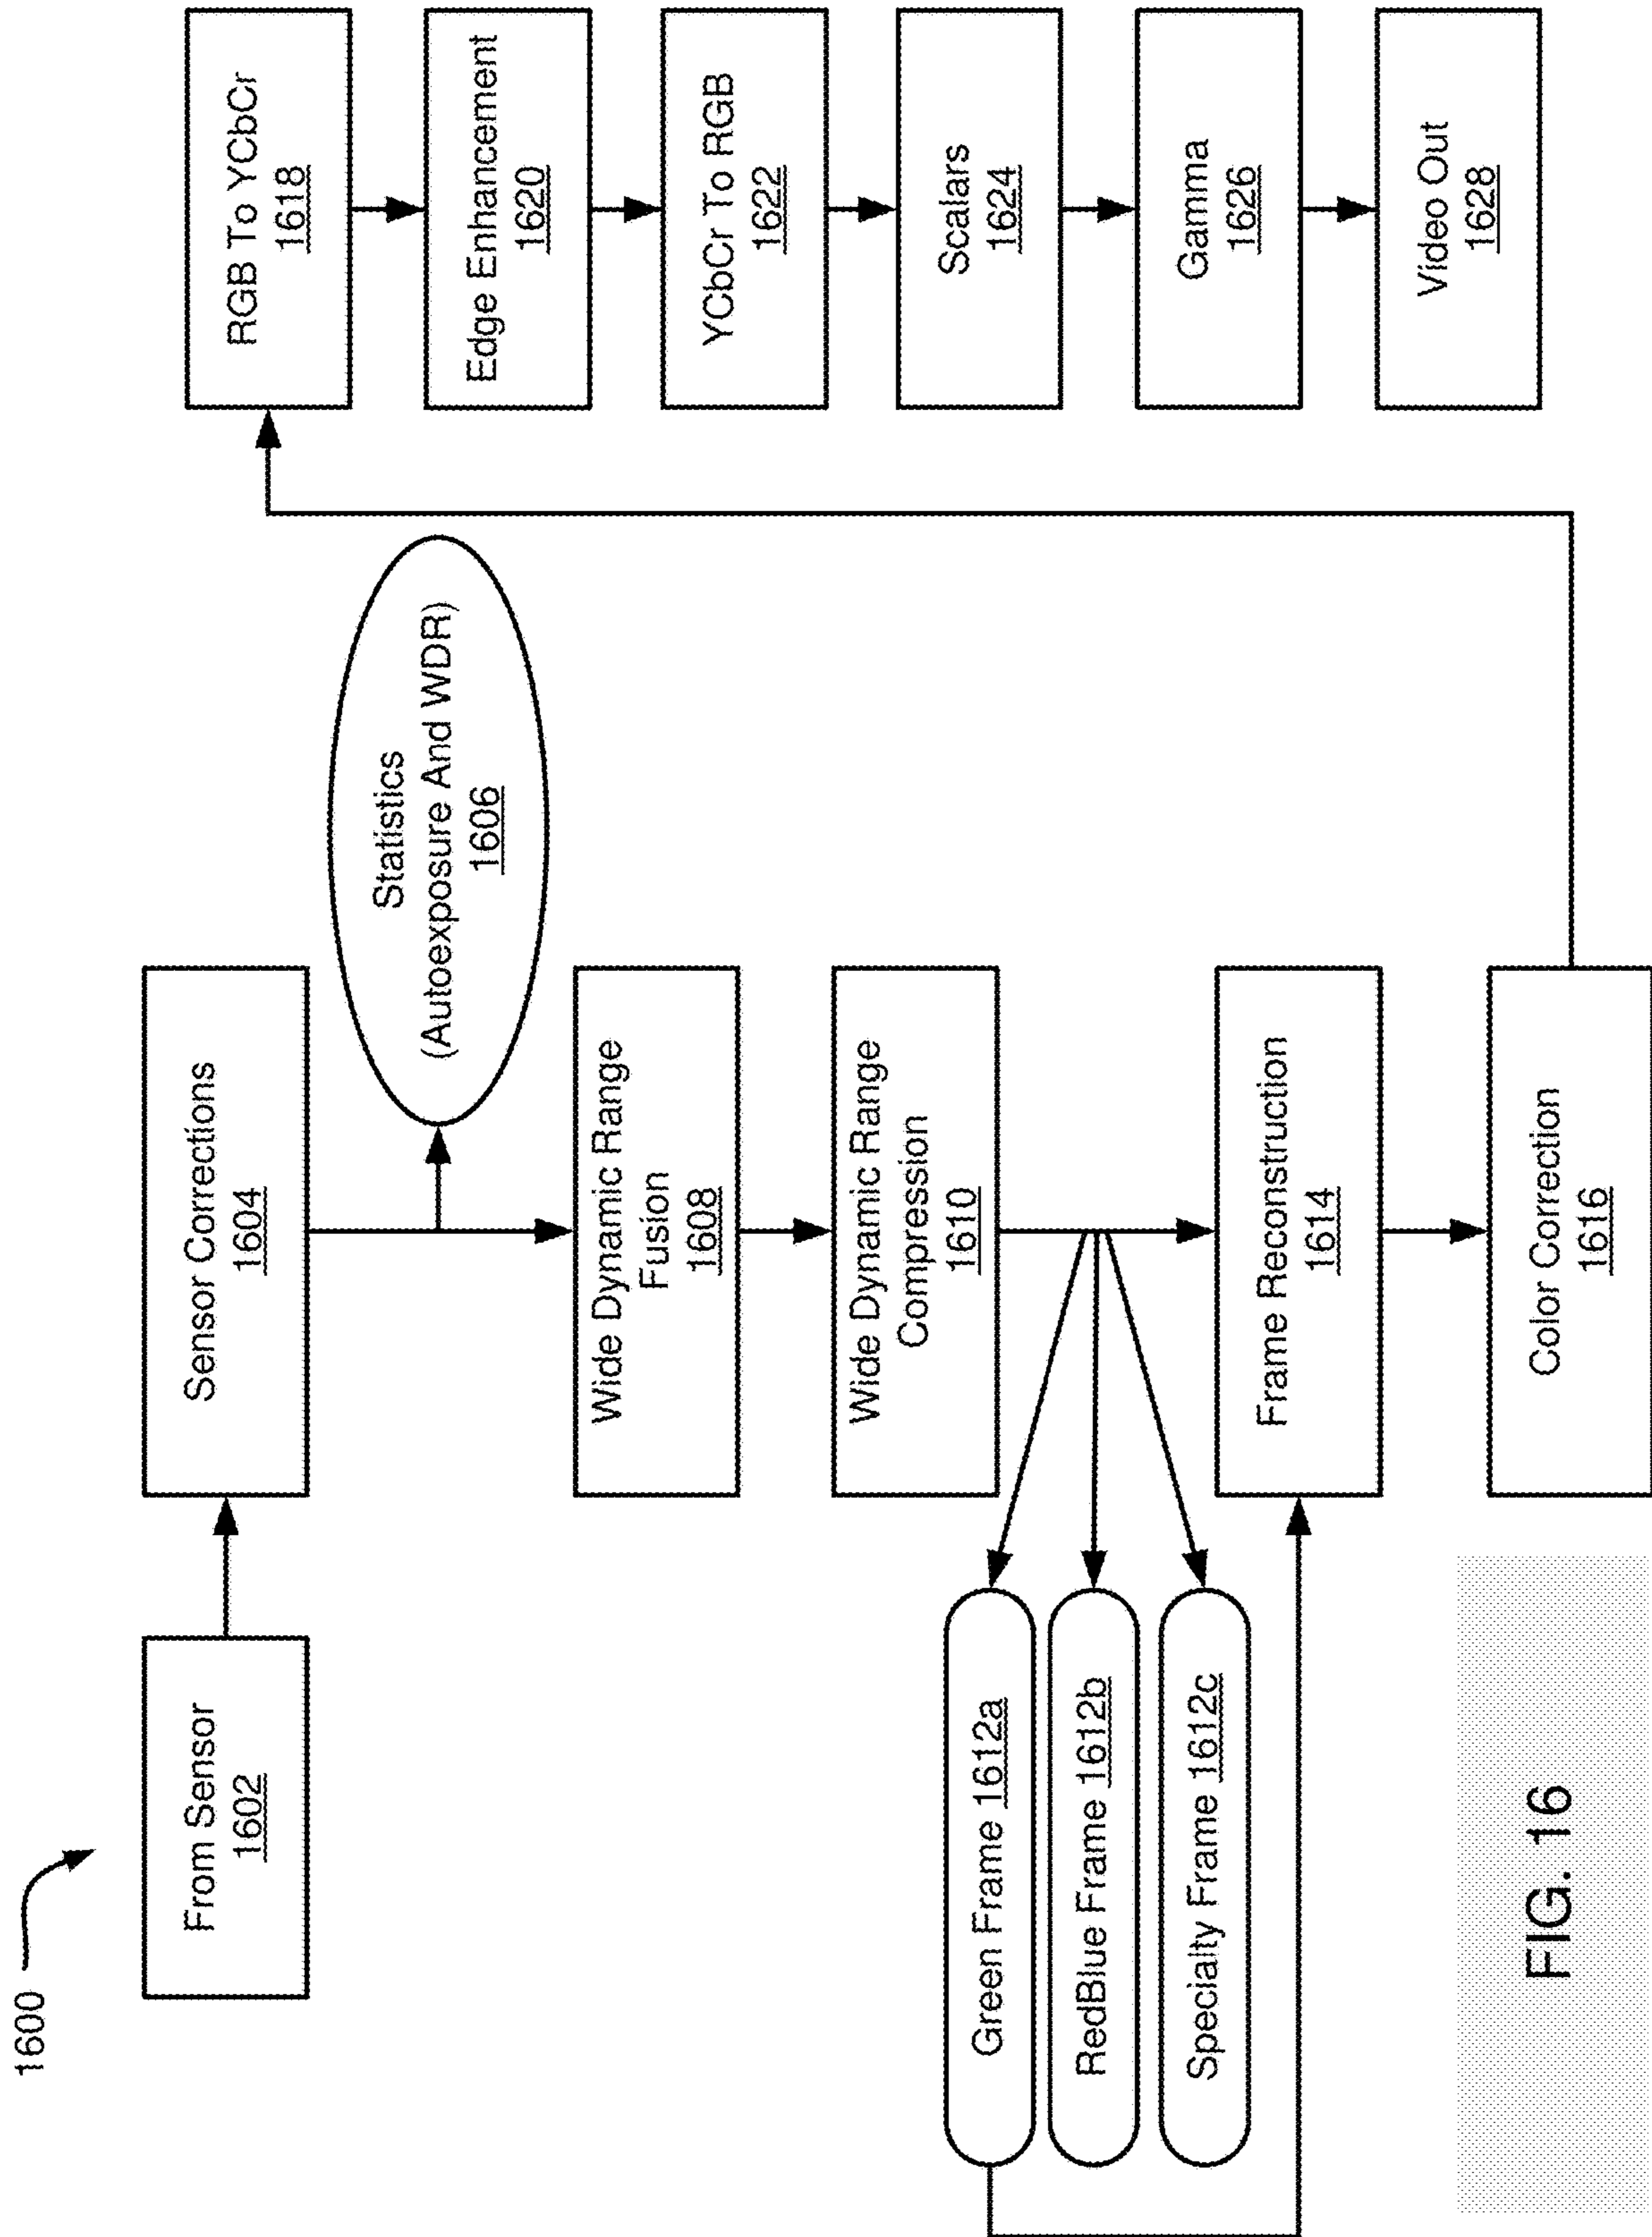 1600
From Sensor
1602
Sensor Corrections
1604
Statistics
(Autoexposure And WDR)
1606
Wide Dynamic Range
Fusion
1608
Wide Dynamic Range
Compression
1610
Green Frame 1612a
RedBlue Frame 1612b
Specialty Frame 1612c
Frame Reconstruction
1614
Color Correction
1616
RGB To YCbCr
1618
Edge Enhancement
1620
YCbCr To RGB
1622
Scalars
1624
Gamma
1626
Video Out
1628
FIG. 16